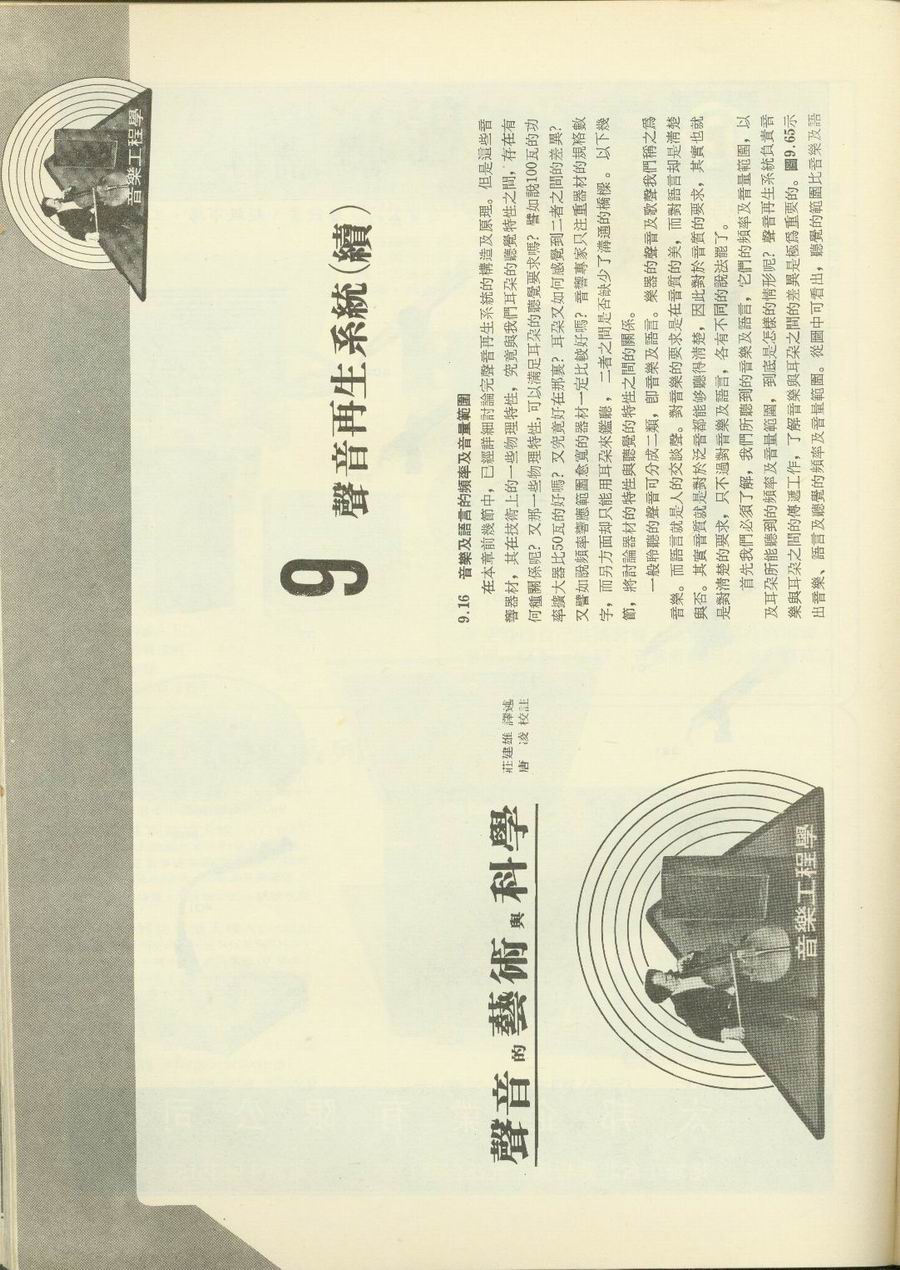 音樂工程學
9 聲音再生系統(續)
聲音的藝術與科學
莊建雄 譯述
唐 凌 校註
音樂工程學
9.16 音樂及語言的頻率及音量範圍
在本章前幾節中，已經詳細討論完聲音再生系統的構造及原理。但是這些音
響器材，其在技術上的一些物理特性，究竟與我們耳朶的聽覺特性之間，存在有
何種關係呢？又那一些物理特性，可以滿足耳朶的聽覺要求嗎？譬如說100瓦的功
率擴大器比50瓦的好嗎？又究竟好在那裏？耳朶又如何感覺到二者之間的差異？
又譬如說頻率響應範圍愈寬的器材一定比較好嗎？音響專家只注重器材的規格數
字，而另方面却只能用耳朶來鑑聽，二者之間是否缺少了溝通的橋樑。以下幾
節，將討論器材的特性與聽覺的特性之間的關係。
一般聆聽的聲音可分成二類，卽音樂及語言。樂器的聲音及歌聲我們稱之爲
音樂。而語言就是人的交談聲。對音樂的要求是在音質的美，而對語言却是淸楚
與否。其實音質就是對於泛音都能够聽得淸楚，因此對於音質的要求，其實也就
是對淸楚的要求，只不過對音樂及語言，各有不同的說法罷了。
首先我們必須了解，我們所聽到的音樂及語言，它們的頻率及音量範圍，以
及耳朶所能聽到的頻率及音量範圍，到底是怎樣的情形呢？聲音再生系統負責音
樂與耳朶之間的傳遞工作，了解音樂與耳朶之間的差異是極爲重要的。圖9.65示
出音樂、語言及聽覺的頻率及音量範圍。從圖中可看出，聽覺的範圍比音樂及語